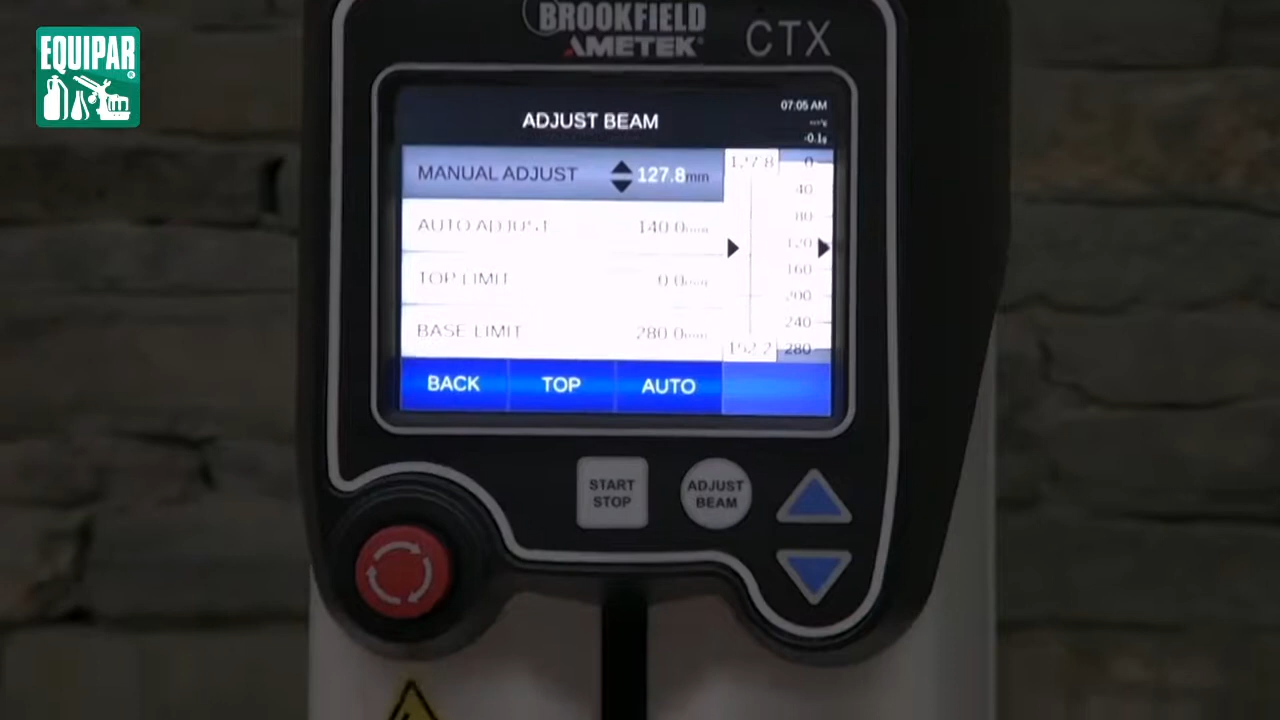 EQUIPAR
®
BROOKFIELD
AMETEK®
CTX
ADJUST BEAM
07:05 AM
-0.1g
MANUAL ADJUST 127.8mm
AUTO ADJUST 140.0mm
TOP LIMIT 0.0mm
BASE LIMIT 280.0mm
127.8
0
40
80
120
160
200
240
280
152.2
BACK TOP AUTO
START
STOP
ADJUST
BEAM